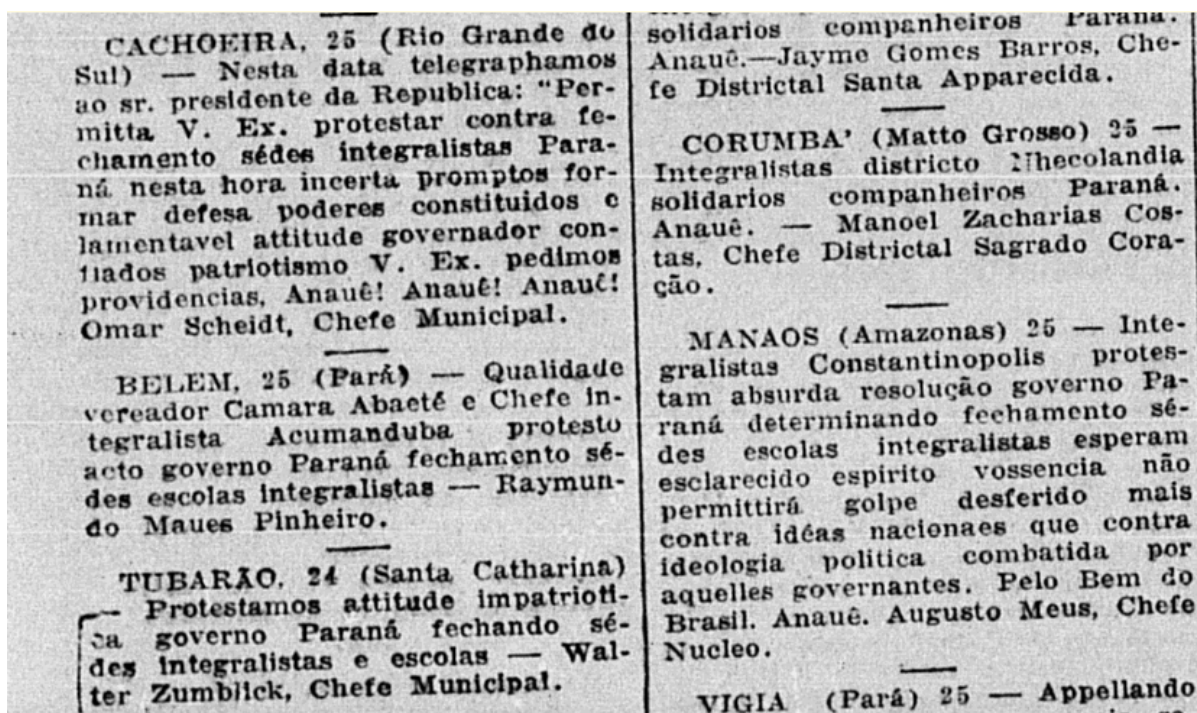 CACHOEIRA, 25 (Rio Grande do
Sul) — Nesta data telegraphamos
ao sr. presidente da Republica: "Per-
mitta V. Ex. protestar contra fe-
chamento sédes integralistas Para-
ná nesta hora incerta promptos for-
mar defesa poderes constituidos e
lamentavel attitude governador con-
fiados patriotismo V. Ex. pedimos
providencias, Anauê! Anauê! Anauê!
Omar Scheidt, Chefe Municipal.
BELEM, 25 (Pará) — Qualidade
vereador Camara Abaeté e Chefe in-
tegralista Acumanduba protesto
acto governo Paraná fechamento sé-
des escolas integralistas — Raymun-
do Maues Pinheiro.
TUBARÃO, 24 (Santa Catharina)
— Protestamos attitude impatrioti-
ca governo Paraná fechando sé-
des integralistas e escolas — Wal-
ter Zumblick, Chefe Municipal.
solidarios companheiros Paraná.
Anauê.—Jayme Gomes Barros, Che-
fe Districtal Santa Apparecida.
CORUMBA' (Matto Grosso) 25 —
Integralistas districto Nhecolandia
solidarios companheiros Paraná.
Anauê. — Manoel Zacharias Cos-
tas, Chefe Districtal Sagrado Cora-
ção.
MANAOS (Amazonas) 25 — Inte-
gralistas Constantinopolis protes-
tam absurda resolução governo Pa-
raná determinando fechamento sé-
des escolas integralistas esperam
esclarecido espirito vossencia não
permittirá golpe desferido mais
contra idéas nacionaes que contra
ideologia politica combatida por
aquelles governantes. Pelo Bem do
Brasil. Anauê. Augusto Meus, Chefe
Nucleo.
VIGIA (Pará) 25 — Appellando